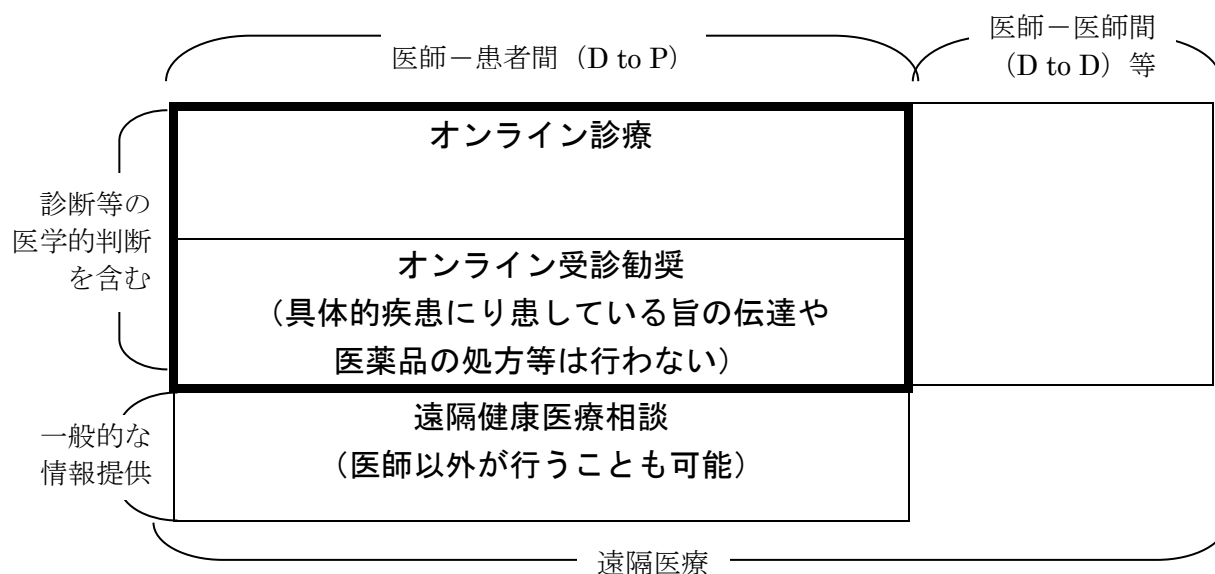 医師－患者間（D to P）
医師－医師間
（D to D）等
オンライン診療
診断等の
医学的判断
を含む
オンライン受診勧奨
（具体的疾患にり患している旨の伝達や
医薬品の処方等は行わない）
一般的な
情報提供
遠隔健康医療相談
（医師以外が行うことも可能）
遠隔医療